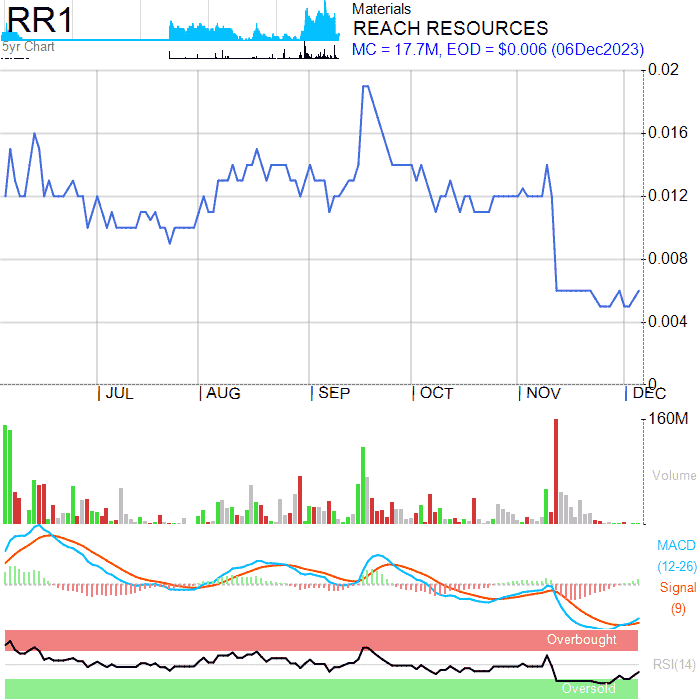 RR1
5yr Chart
Materials
REACH RESOURCES
MC = 17.7M, EOD = $0.006 (06Dec2023)
0.02
0.016
0.012
0.008
0.004
0
JUL AUG SEP OCT NOV DEC
160M
Volume
MACD
(12-26)
Signal
(9)
Overbought
RSI(14)
Oversold